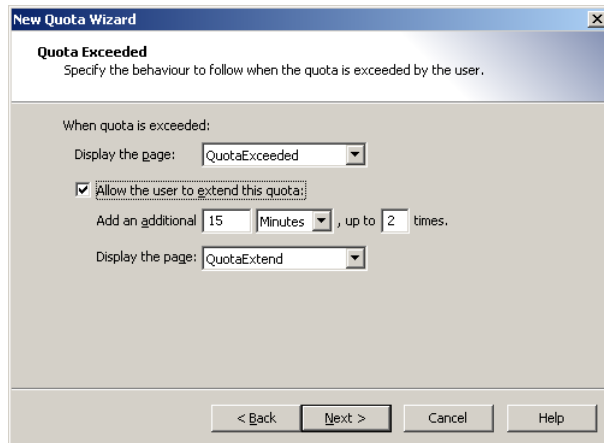 New Quota Wizard
Quota Exceeded
Specify the behaviour to follow when the quota is exceeded by the user.
When quota is exceeded:
Display the page: QuotaExceeded
Allow the user to extend this quota:
Add an additional 15 Minutes , up to 2 times.
Display the page: QuotaExtend
< Back Next > Cancel Help